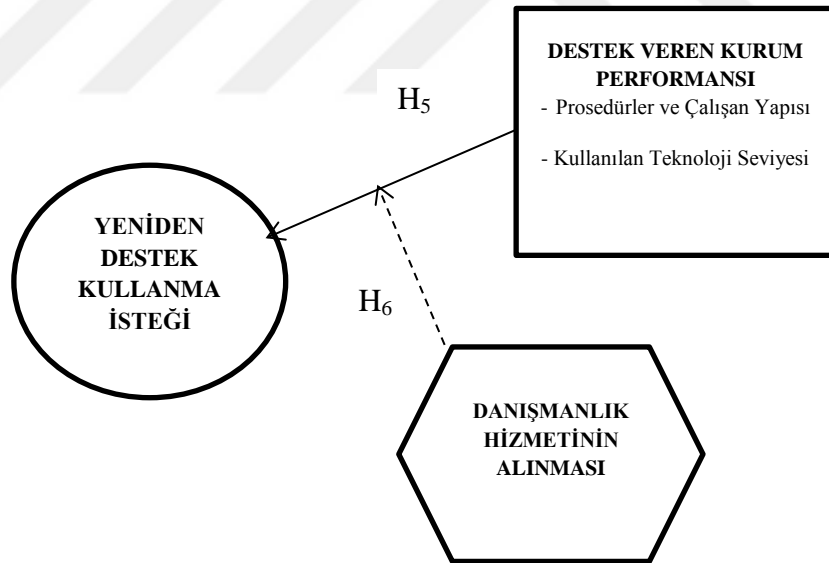 DESTEK VEREN KURUM
PERFORMANSI
- Prosedürler ve Çalışan Yapısı
- Kullanılan Teknoloji Seviyesi
H5
YENİDEN
DESTEK
KULLANMA
İSTEĞİ
H6
DANIŞMANLIK
HİZMETİNİN
ALINMASI